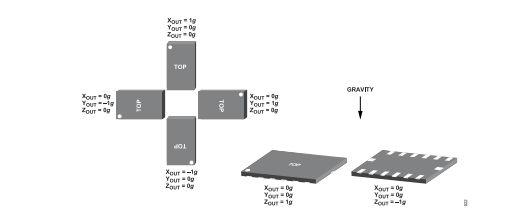 XOUT = 1g
YOUT = 0g
ZOUT = 0g
TOP
XOUT = 0g
YOUT = –1g
ZOUT = 0g
TOP
TOP
XOUT = 0g
YOUT = 1g
ZOUT = 0g
TOP
XOUT = –1g
YOUT = 0g
ZOUT = 0g
GRAVITY
TOP
XOUT = 0g
YOUT = 0g
ZOUT = 1g
XOUT = 0g
YOUT = 0g
ZOUT = –1g